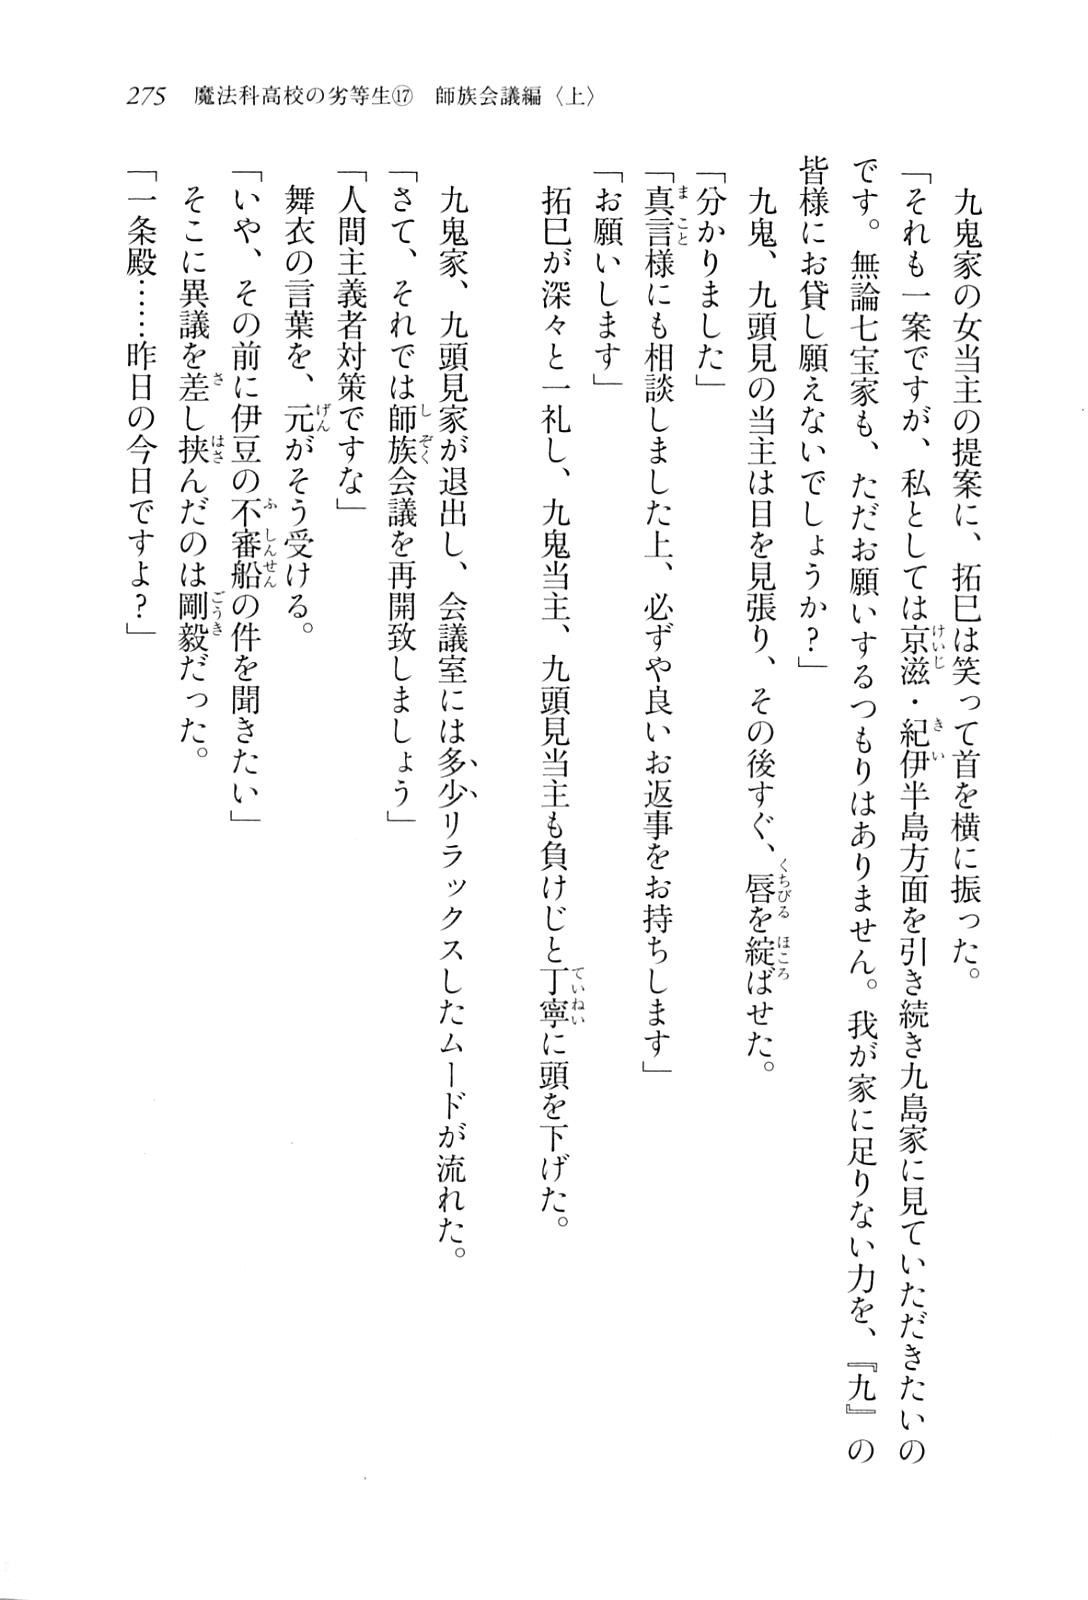 275　魔法科高校の劣等生⑰　師族会議編〈上〉
　九鬼家の女当主の提案に、拓巳は笑って首を横に振った。
「それも一案ですが、私としては京滋・紀伊半島方面を引き続き九島家に見ていただきたいの
です。無論七宝家も、ただお願いするつもりはありません。我が家に足りない力を、『九』の
皆様にお貸し願えないでしょうか？」
　九鬼、九頭見の当主は目を見張り、その後すぐ、唇を綻ばせた。
「分かりました」
「真言様にも相談しました上、必ずや良いお返事をお持ちします」
「お願いします」
　拓巳が深々と一礼し、九鬼当主、九頭見当主も負けじと丁寧に頭を下げた。
　九鬼家、九頭見家が退出し、会議室には多少リラックスしたムードが流れた。
「さて、それでは師族会議を再開致しましょう」
「人間主義者対策ですな」
　舞衣の言葉を、元がそう受ける。
「いや、その前に伊豆の不審船の件を聞きたい」
　そこに異議を差し挟んだのは剛毅だった。
「一条殿……昨日の今日ですよ？」